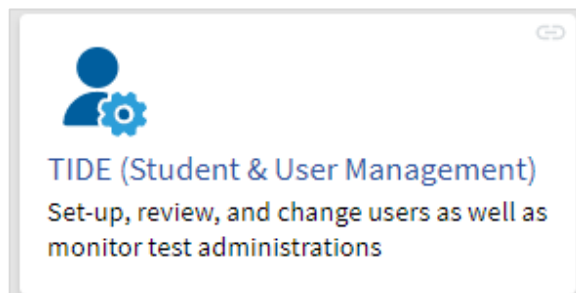 TIDE (Student & User Management)
Set-up, review, and change users as well as
monitor test administrations